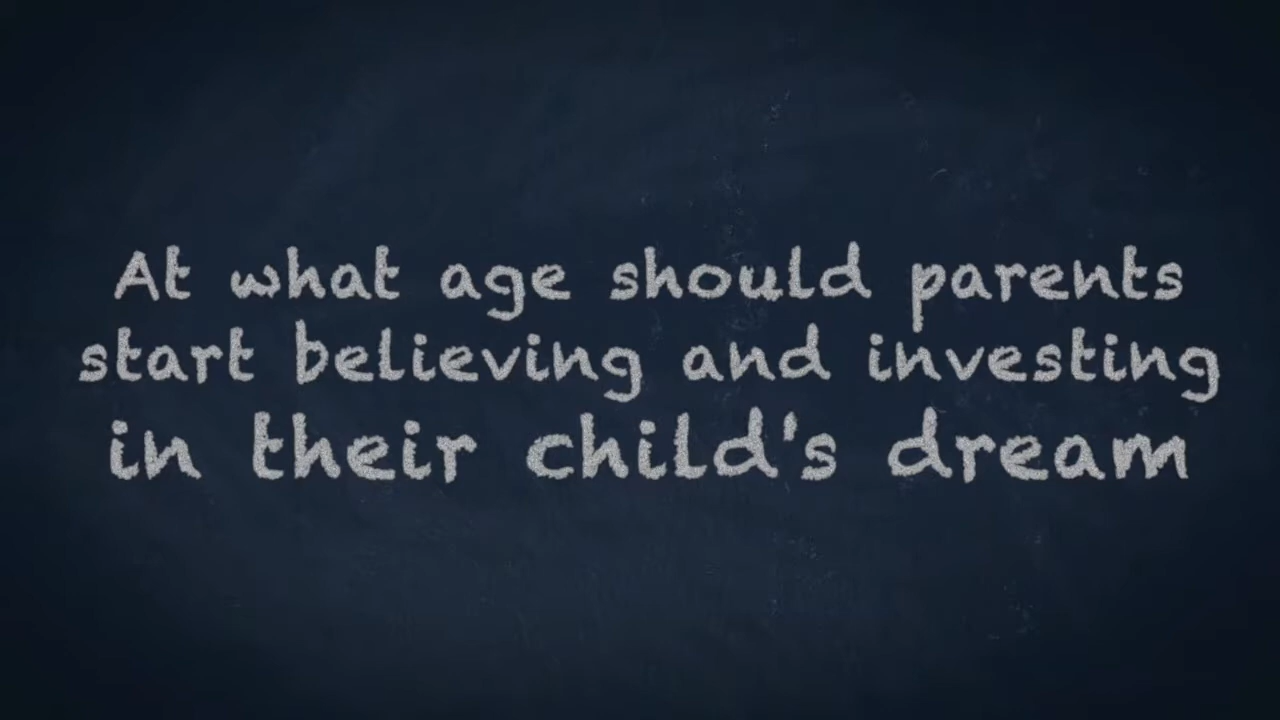 At what age should parents
start believing and investing
in their child's dream